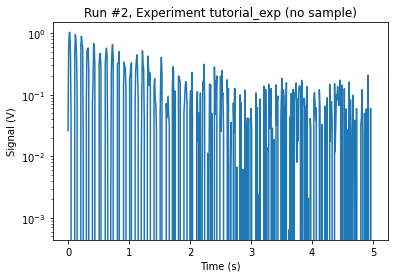 Run #2, Experiment tutorial_exp (no sample)
Signal (V)
10⁰
10⁻¹
10⁻²
10⁻³
0 1 2 3 4 5
Time (s)